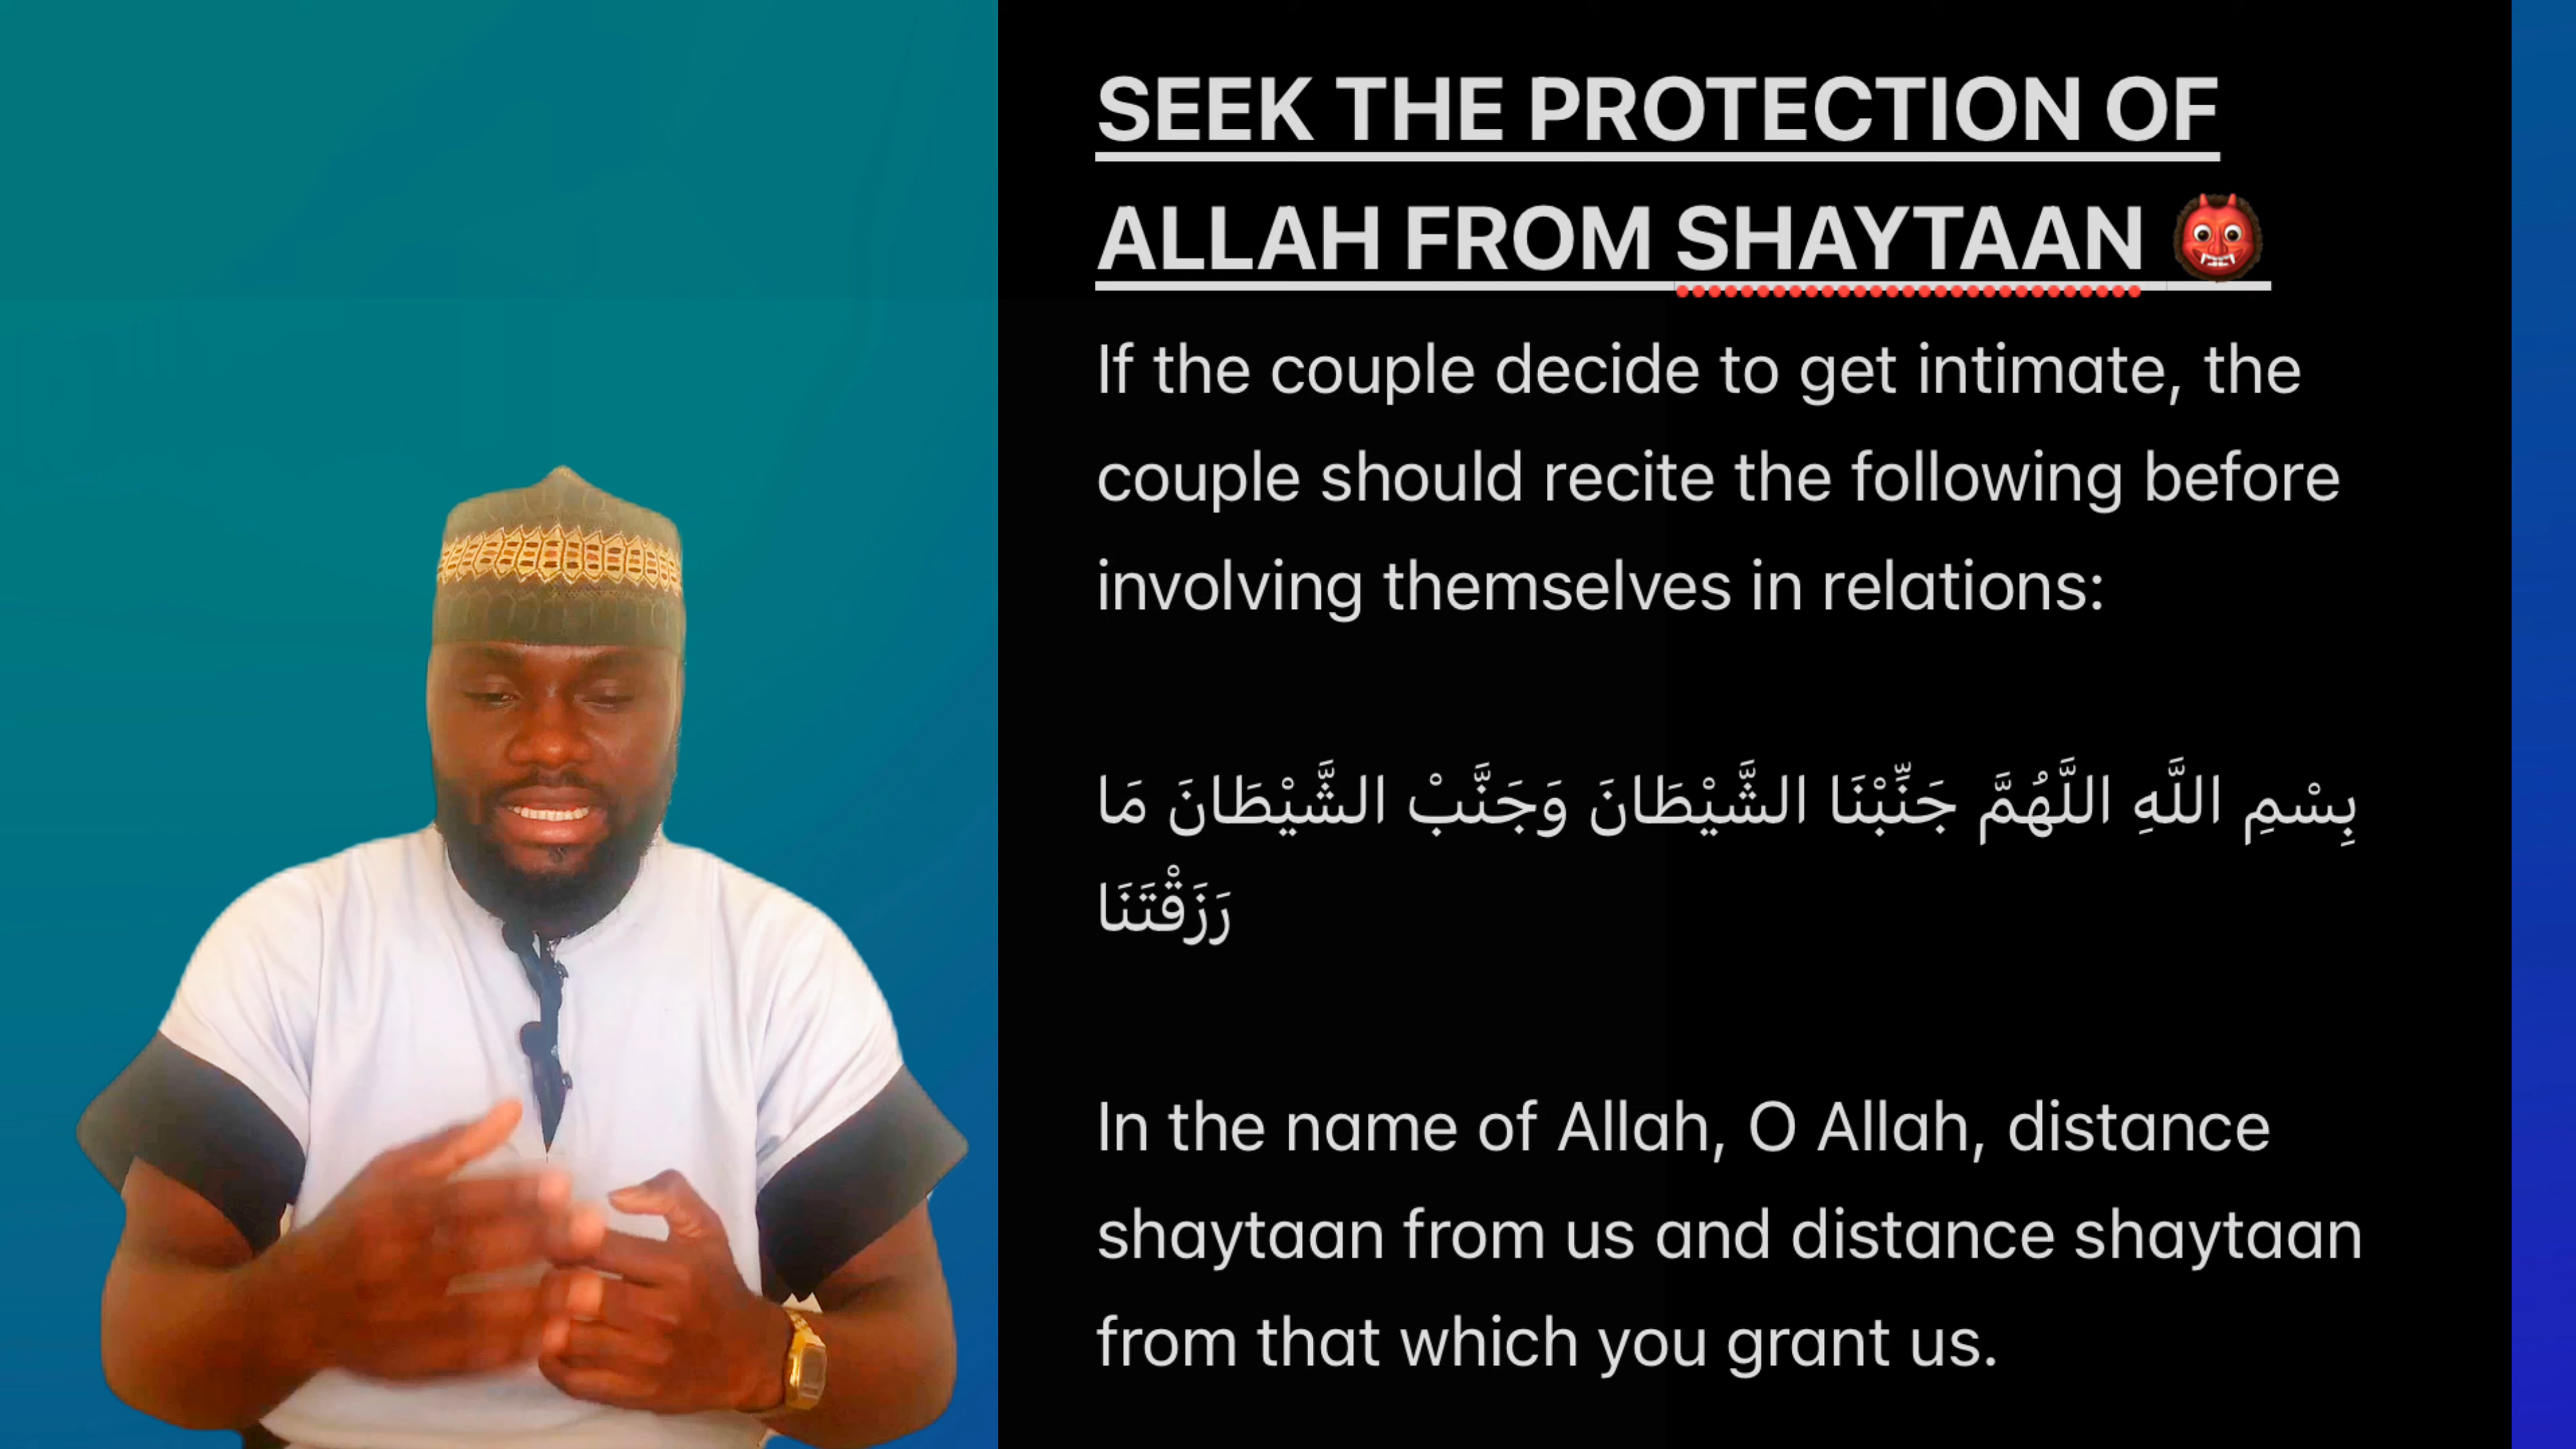 SEEK THE PROTECTION OF
ALLAH FROM SHAYTAAN 👹
If the couple decide to get intimate, the
couple should recite the following before
involving themselves in relations:
بِسْمِ اللَّهِ اللَّهُمَّ جَنِّبْنَا الشَّيْطَانَ وَجَنَّبْ الشَّيْطَانَ مَا
رَزَقْتَنَا
In the name of Allah, O Allah, distance
shaytaan from us and distance shaytaan
from that which you grant us.